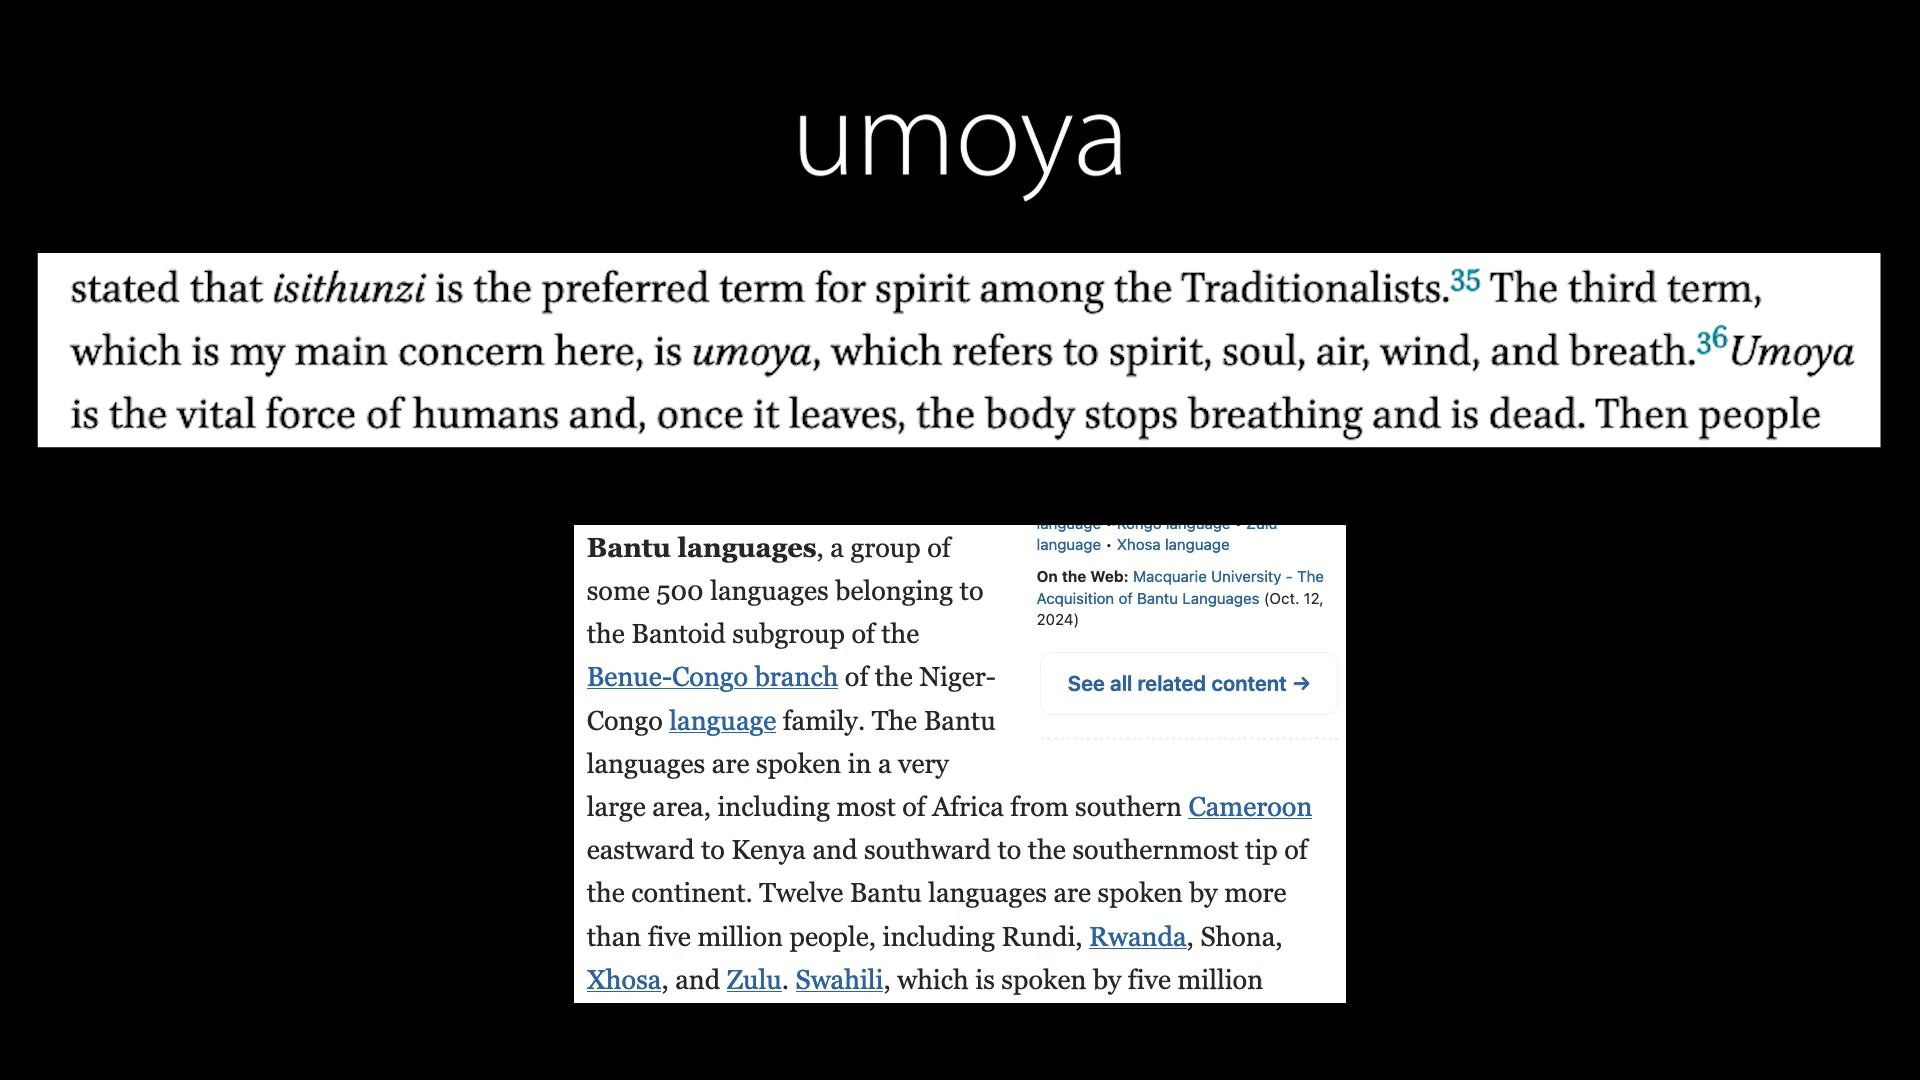 umoya
stated that isithunzi is the preferred term for spirit among the Traditionalists.35 The third term,
which is my main concern here, is umoya, which refers to spirit, soul, air, wind, and breath.36 Umoya
is the vital force of humans and, once it leaves, the body stops breathing and is dead. Then people
Bantu languages, a group of
some 500 languages belonging to
the Bantoid subgroup of the
Benue-Congo branch of the Niger-
Congo language family. The Bantu
languages are spoken in a very
large area, including most of Africa from southern Cameroon
eastward to Kenya and southward to the southernmost tip of
the continent. Twelve Bantu languages are spoken by more
than five million people, including Rundi, Rwanda, Shona,
Xhosa, and Zulu. Swahili, which is spoken by five million
language • Kongo language • Zulu
language • Xhosa language
On the Web: Macquarie University - The
Acquisition of Bantu Languages (Oct. 12,
2024)
See all related content →